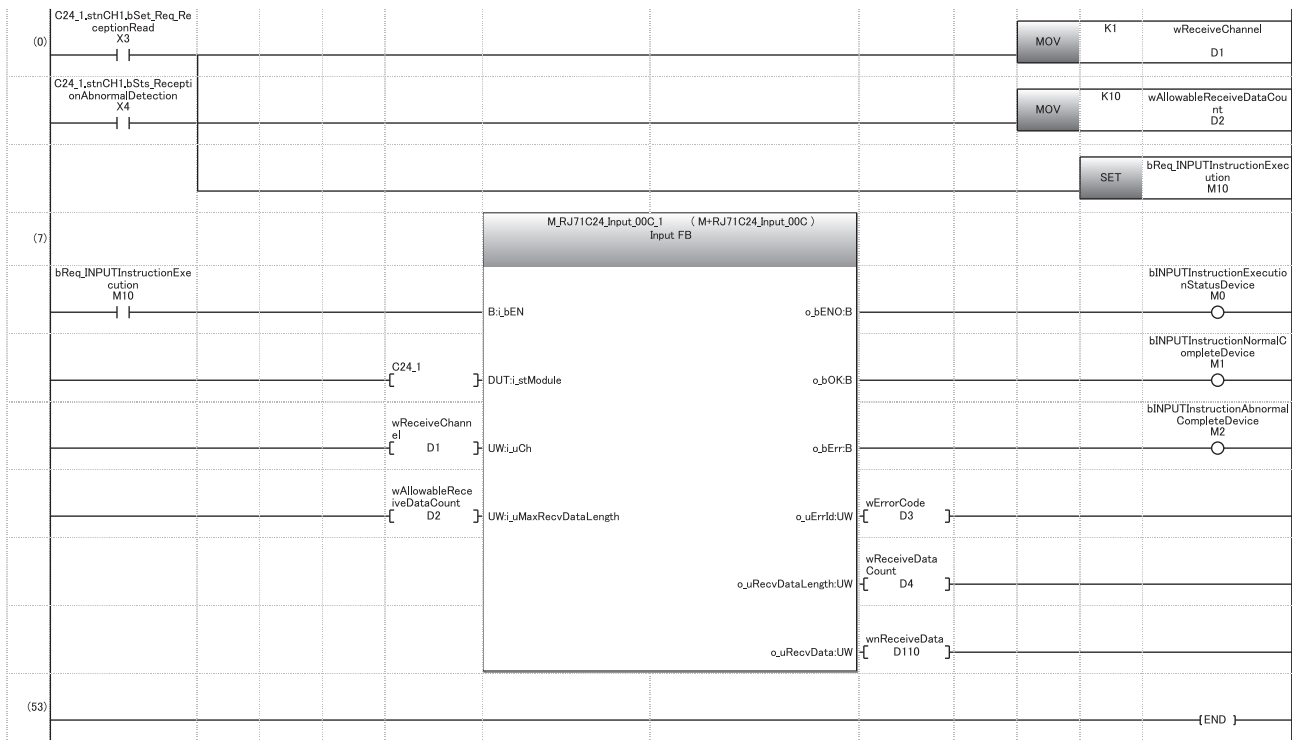 C24_1.stnCH1.bSet_Req_Re
ceptionRead
X3
(0)
MOV
K1
wReceiveChannel
D1
C24_1.stnCH1.bSts_Recepti
onAbnormalDetection
X4
MOV
K10
wAllowableReceiveDataCou
nt
D2
SET
bReq_INPUTInstructionExec
ution
M10
(7)
M_RJ71C24_Input_00C_1 ( M+RJ71C24_Input_00C )
Input FB
bReq_INPUTInstructionExe
cution
M10
B:i_bEN
o_bENO:B
bINPUTInstructionExecutio
nStatusDevice
M0
C24_1
DUT:i_stModule
o_bOK:B
bINPUTInstructionNormalC
ompleteDevice
M1
wReceiveChann
el
D1
UW:i_uCh
o_bErr:B
bINPUTInstructionAbnormal
CompleteDevice
M2
wAllowableRece
iveDataCount
D2
UW:i_uMaxRecvDataLength
o_uErrId:UW
wErrorCode
D3
o_uRecvDataLength:UW
wReceiveData
Count
D4
o_uRecvData:UW
wnReceiveData
D110
(53)
END